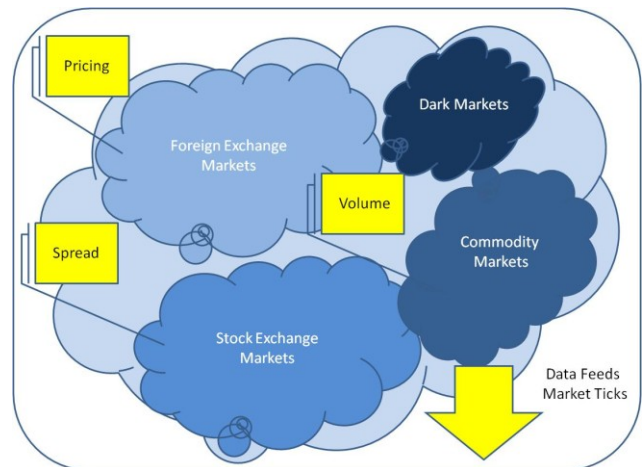 Pricing
Dark Markets
Foreign Exchange
Markets
Volume
Spread
Commodity
Markets
Stock Exchange
Markets
Data Feeds
Market Ticks